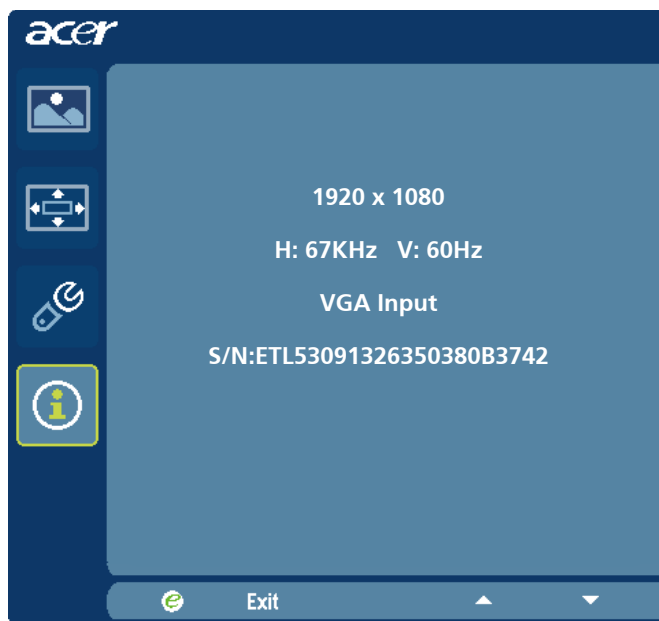 acer
1920 x 1080
H: 67KHz V: 60Hz
VGA Input
S/N:ETL53091326350380B3742
e Exit